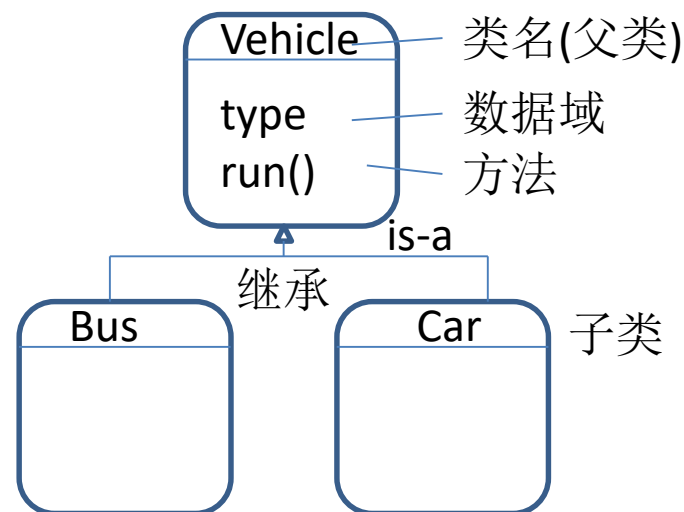 Vehicle 类名(父类)
type 数据域
run() 方法
is-a
继承
Bus Car 子类